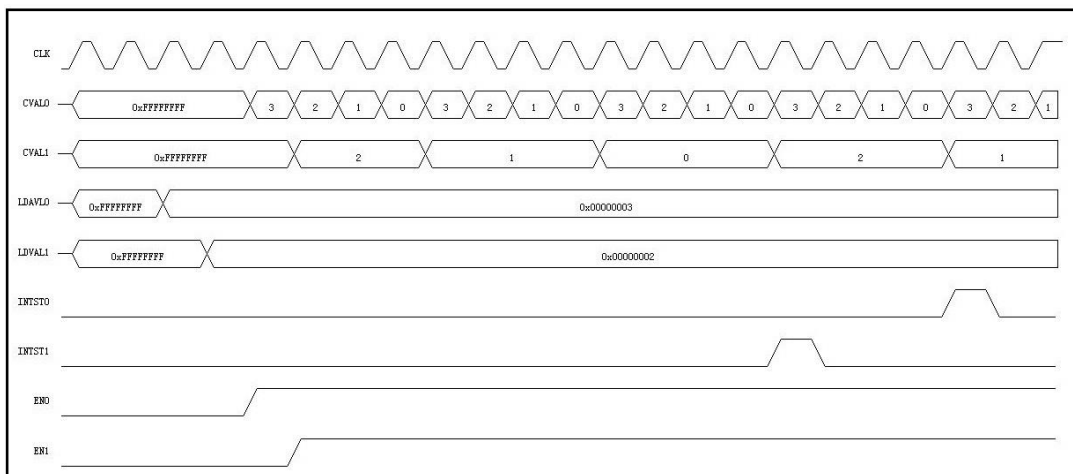 CLK
CVAL0 0xFFFFFFFF 3 2 1 0 3 2 1 0 3 2 1 0 3 2 1 0 3 2 1
CVAL1 0xFFFFFFFF 2 1 0 2 1
LDAVL0 0xFFFFFFFF 0x00000003
LDVAL1 0xFFFFFFFF 0x00000002
INTST0
INTST1
EN0
EN1